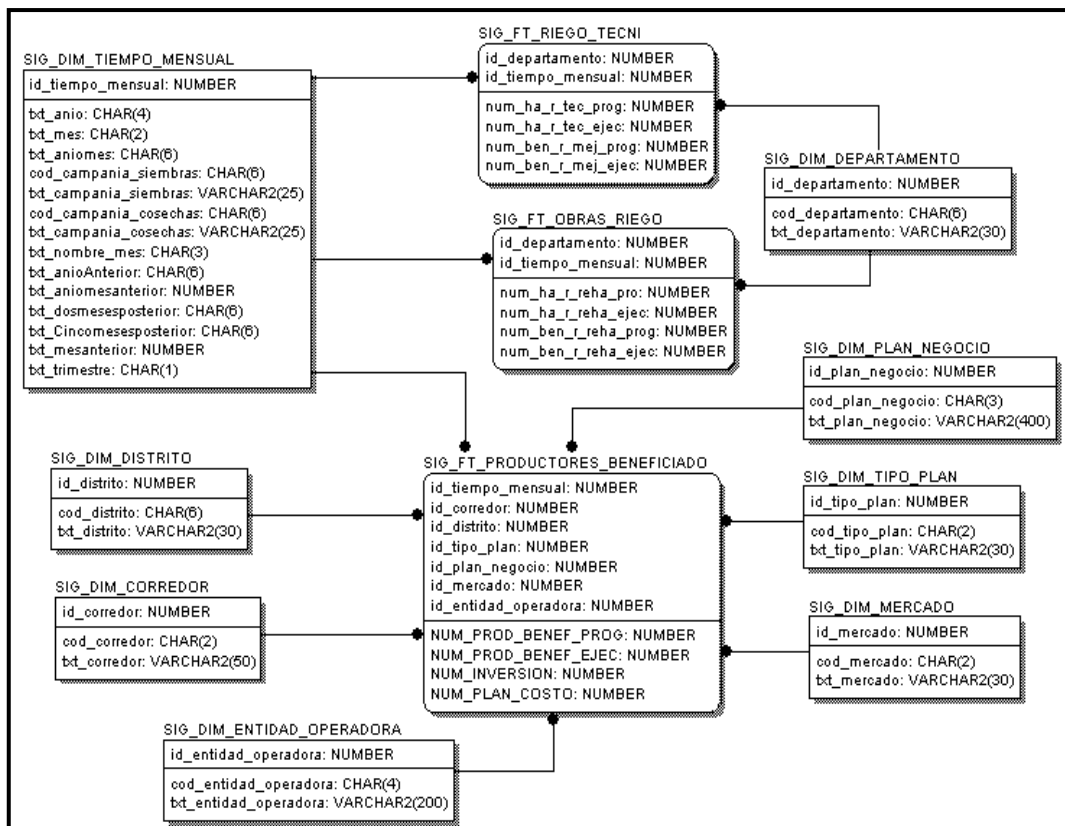 SIG_DIM_TIEMPO_MENSUAL
id_tiempo_mensual: NUMBER
txt_anio: CHAR(4)
txt_mes: CHAR(2)
txt_aniomes: CHAR(6)
cod_campania_siembras: CHAR(6)
txt_campania_siembras: VARCHAR2(25)
cod_campania_cosechas: CHAR(6)
txt_campania_cosechas: VARCHAR2(25)
txt_nombre_mes: CHAR(3)
txt_anioAnterior: CHAR(6)
txt_aniomesanterior: NUMBER
txt_dosmesesposterior: CHAR(6)
txt_Cincomesesposterior: CHAR(6)
txt_mesanterior: NUMBER
txt_trimestre: CHAR(1)
SIG_FT_RIEGO_TECNI
id_departamento: NUMBER
id_tiempo_mensual: NUMBER
num_ha_r_tec_prog: NUMBER
num_ha_r_tec_ejec: NUMBER
num_ben_r_mej_prog: NUMBER
num_ben_r_mej_ejec: NUMBER
SIG_DIM_DEPARTAMENTO
id_departamento: NUMBER
cod_departamento: CHAR(6)
txt_departamento: VARCHAR2(30)
SIG_FT_OBRAS_RIEGO
id_departamento: NUMBER
id_tiempo_mensual: NUMBER
num_ha_r_reha_pro: NUMBER
num_ha_r_reha_ejec: NUMBER
num_ben_r_reha_prog: NUMBER
num_ben_r_reha_ejec: NUMBER
SIG_DIM_PLAN_NEGOCIO
id_plan_negocio: NUMBER
cod_plan_negocio: CHAR(3)
txt_plan_negocio: VARCHAR2(400)
SIG_DIM_DISTRITO
id_distrito: NUMBER
cod_distrito: CHAR(6)
txt_distrito: VARCHAR2(30)
SIG_FT_PRODUCTORES_BENEFICIADO
id_tiempo_mensual: NUMBER
id_corredor: NUMBER
id_distrito: NUMBER
id_tipo_plan: NUMBER
id_plan_negocio: NUMBER
id_mercado: NUMBER
id_entidad_operadora: NUMBER
NUM_PROD_BENEF_PROG: NUMBER
NUM_PROD_BENEF_EJEC: NUMBER
NUM_INVERSION: NUMBER
NUM_PLAN_COSTO: NUMBER
SIG_DIM_TIPO_PLAN
id_tipo_plan: NUMBER
cod_tipo_plan: CHAR(2)
txt_tipo_plan: VARCHAR2(30)
SIG_DIM_CORREDOR
id_corredor: NUMBER
cod_corredor: CHAR(2)
txt_corredor: VARCHAR2(50)
SIG_DIM_MERCADO
id_mercado: NUMBER
cod_mercado: CHAR(2)
txt_mercado: VARCHAR2(30)
SIG_DIM_ENTIDAD_OPERADORA
id_entidad_operadora: NUMBER
cod_entidad_operadora: CHAR(4)
txt_entidad_operadora: VARCHAR2(200)